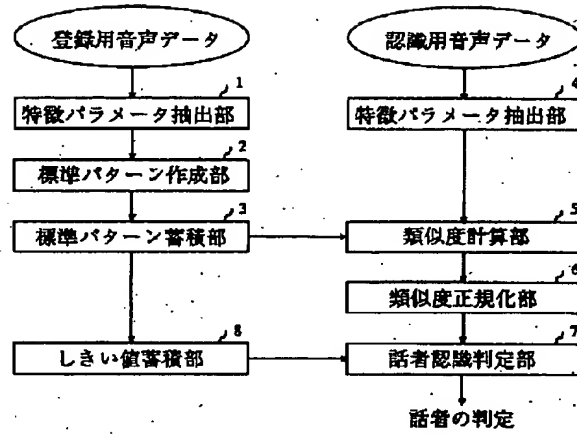 登録用音声データ
1
特徴パラメータ抽出部
2
標準パターン作成部
3
標準パターン蓄積部
8
しきい値蓄積部
認識用音声データ
4
特徴パラメータ抽出部
5
類似度計算部
6
類似度正規化部
7
話者認識判定部
話者の判定